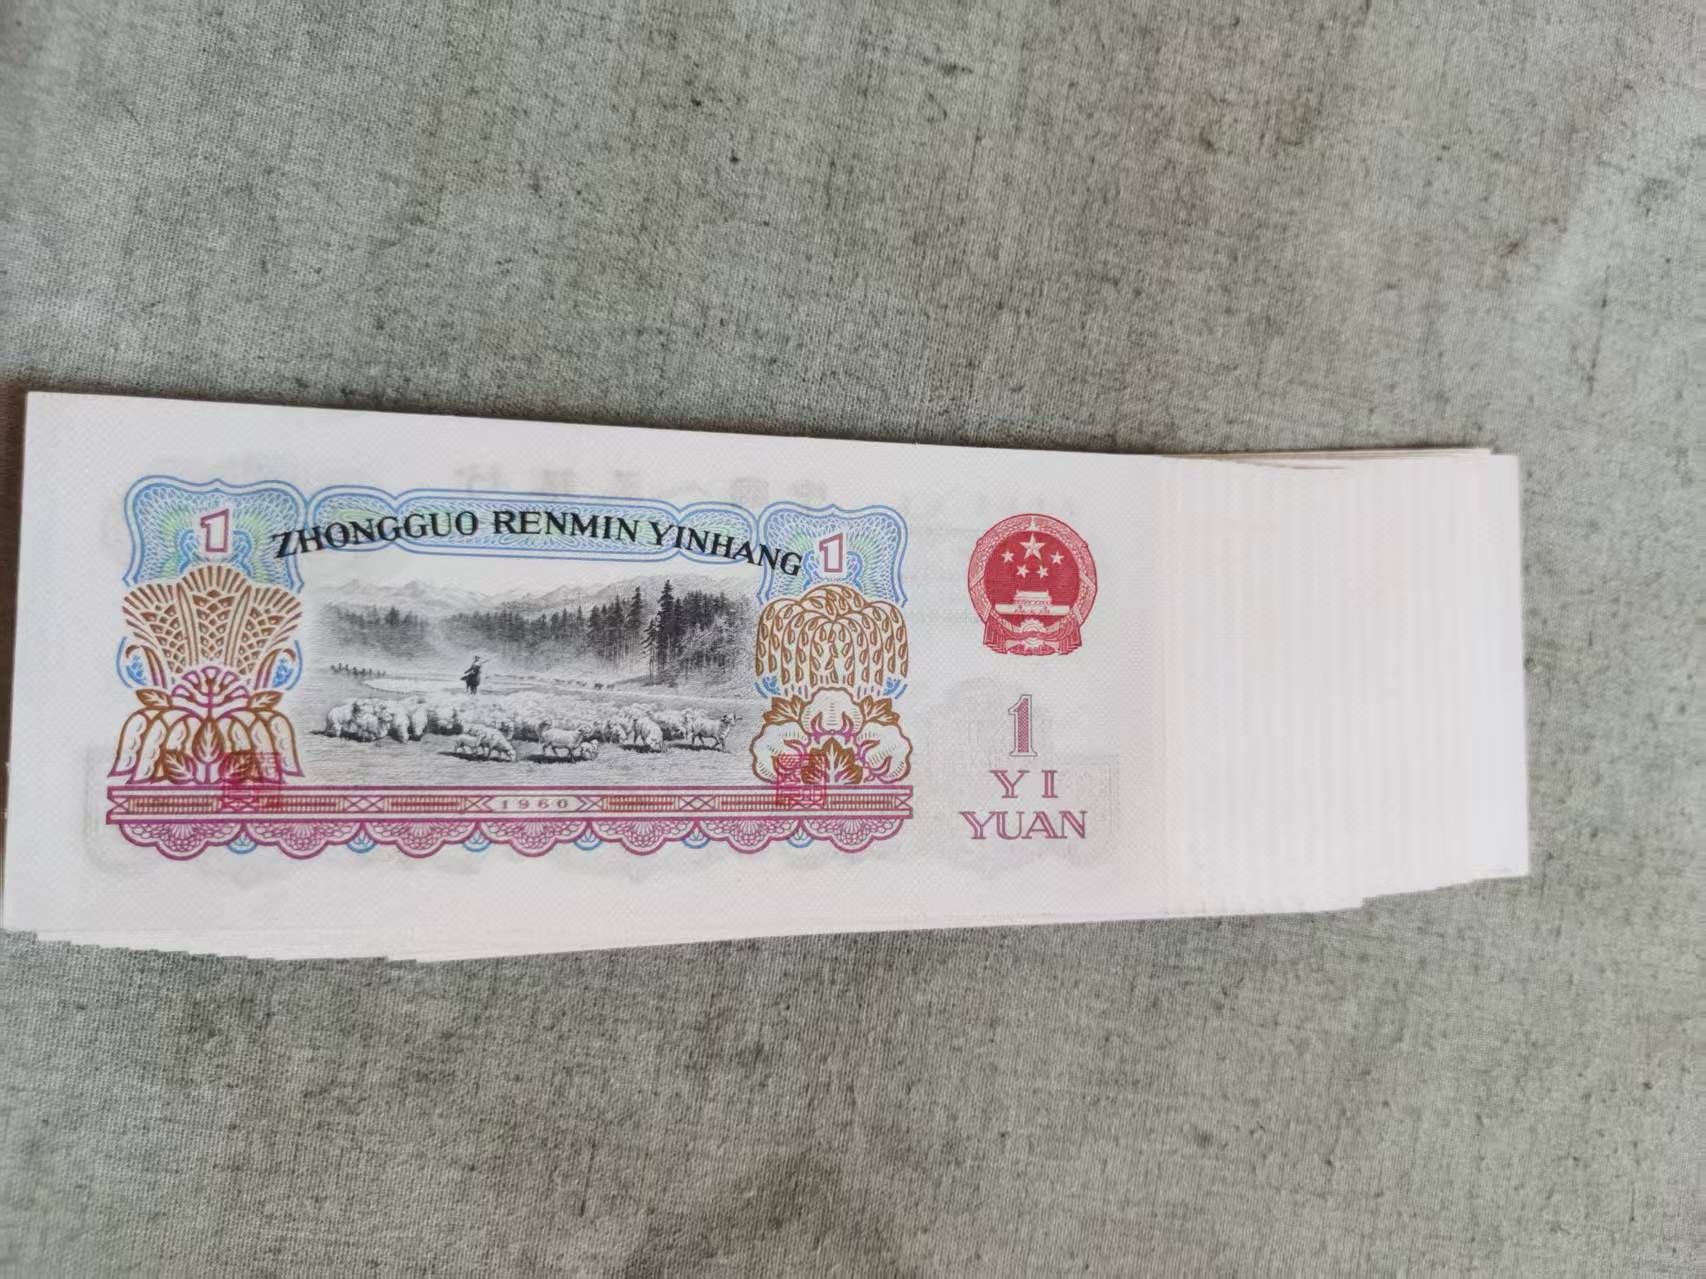 1
ZHONGGUO RENMIN YINHANG
1
1960
1
YI
YUAN